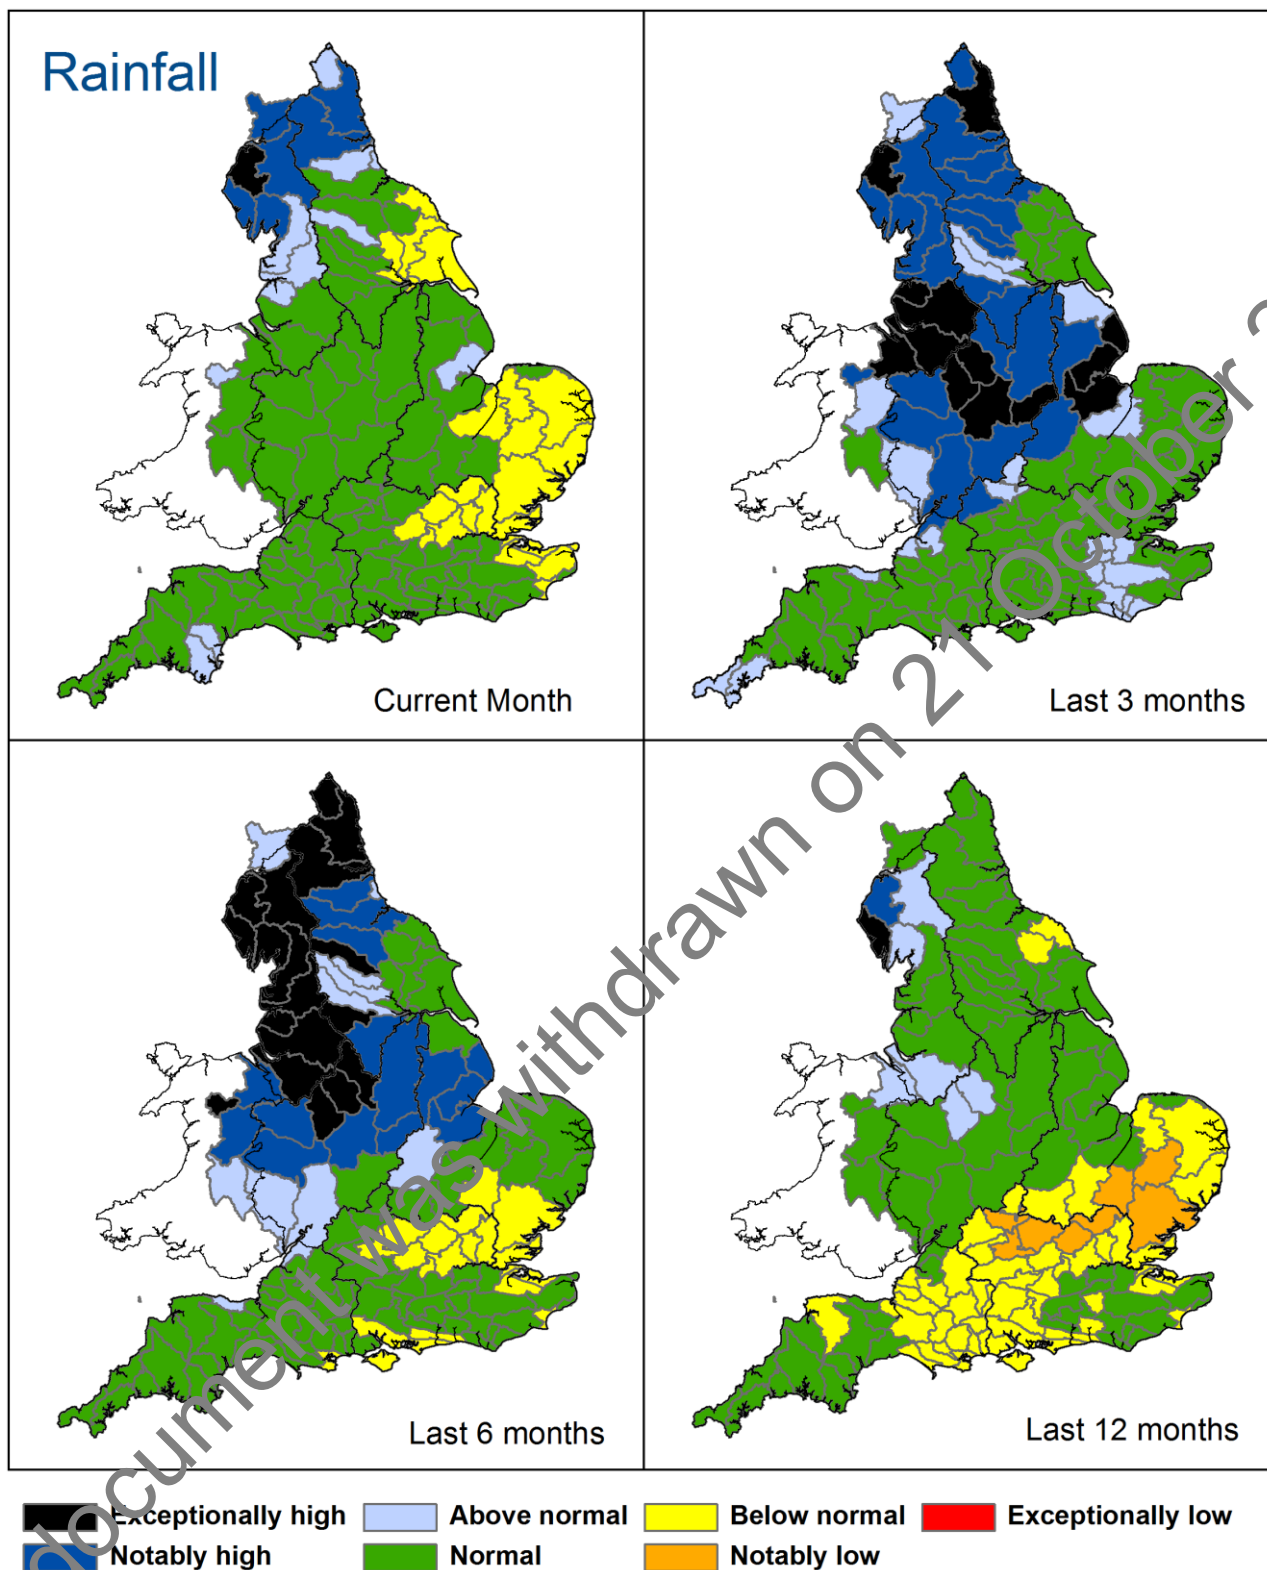 Rainfall
Current Month
Last 3 months
Last 6 months
Last 12 months
Exceptionally high
Above normal
Below normal
Exceptionally low
Notably high
Normal
Notably low
document was withdrawn on 21 October